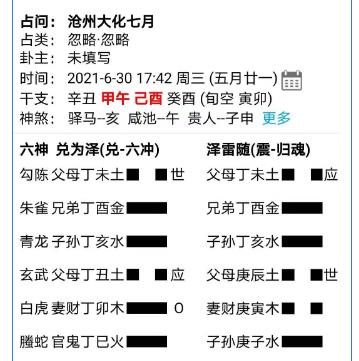 占问： 沧州大化七月
占类： 忽略·忽略
卦主： 未填写
时间： 2021-6-30 17:42 周三 (五月廿一)
干支： 辛丑 甲午 己酉 癸酉 (旬空 寅卯)
神煞： 驿马--亥 咸池--午 贵人--子申 更多
六神 兑为泽(兑-六冲) 泽雷随(震-归魂)
勾陈 父母丁未土 世 父母丁未土 应
朱雀 兄弟丁酉金 兄弟丁酉金
青龙 子孙丁亥水 子孙丁亥水
玄武 父母丁丑土 应 父母庚辰土 世
白虎 妻财丁卯木 O 妻财庚寅木
螣蛇 官鬼丁巳火 子孙庚子水